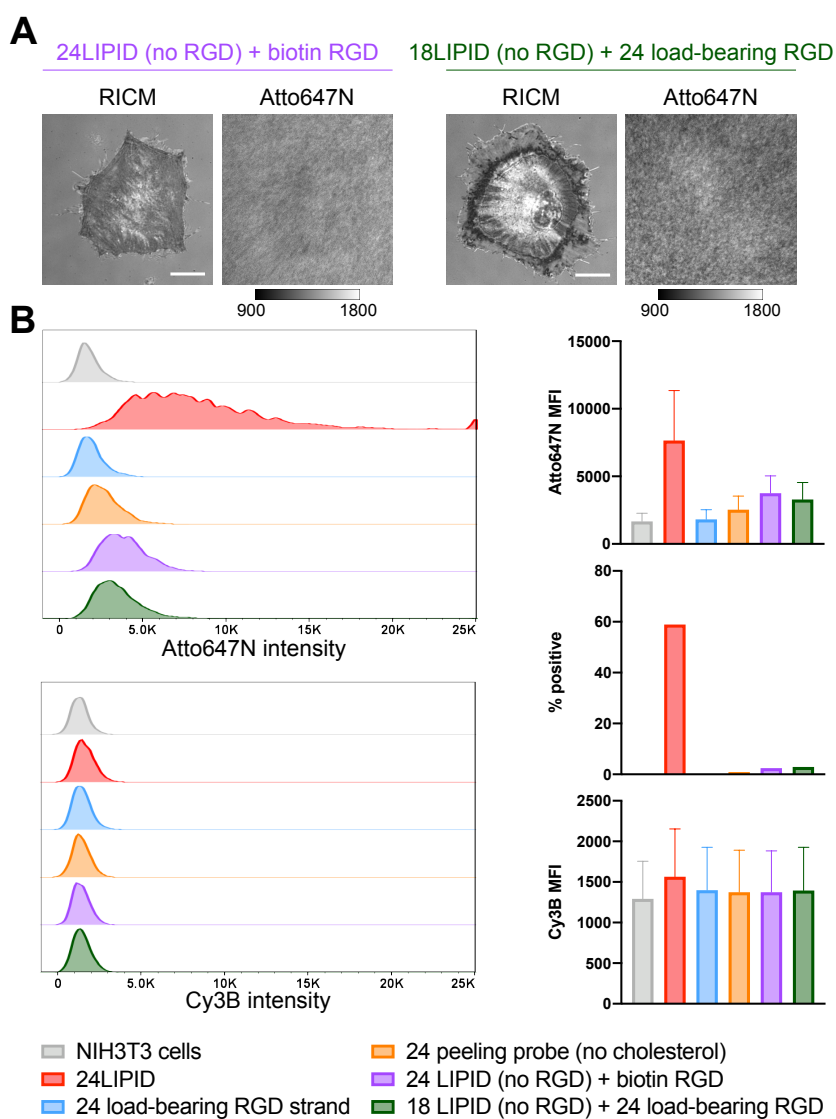 A
24LIPID (no RGD) + biotin RGD
18LIPID (no RGD) + 24 load-bearing RGD
RICM
Atto647N
RICM
Atto647N
900
1800
900
1800
B
0
5.0K
10K
15K
20K
25K
Atto647N intensity
0
5.0K
10K
15K
20K
25K
Cy3B intensity
15000
10000
5000
0
Atto647N MFI
80
60
40
20
0
% positive
2500
2000
1500
1000
500
0
Cy3B MFI
NIH3T3 cells
24LIPID
24 load-bearing RGD strand
24 peeling probe (no cholesterol)
24 LIPID (no RGD) + biotin RGD
18 LIPID (no RGD) + 24 load-bearing RGD